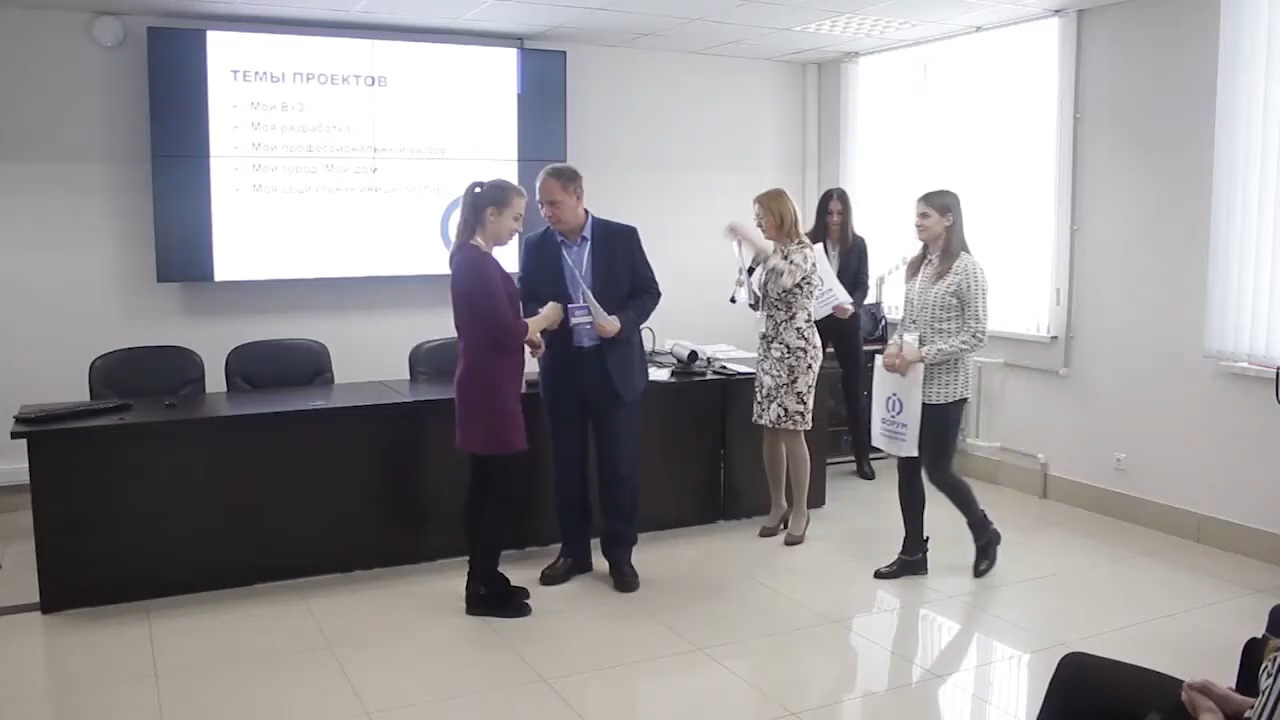 ТЕМЫ ПРОЕКТОВ
Мой ВУЗ
Моя разработка
Мой профессиональный выбор
Мой город/Мой дом
Моя социальная инициатива
ФОРУМ